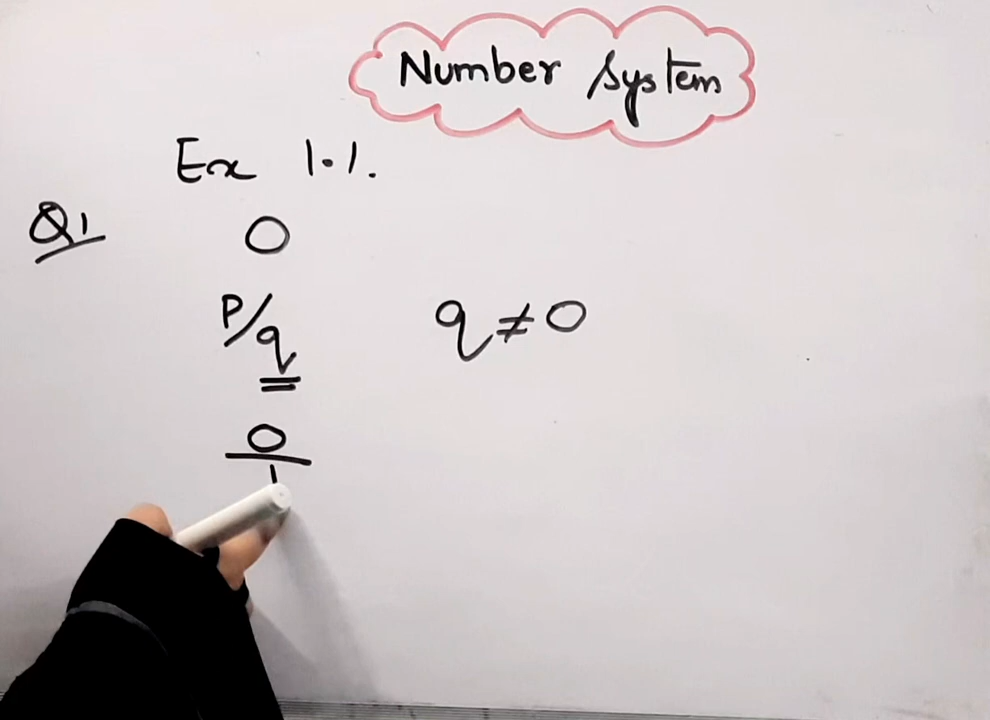 Number System
Ex 1.1.
Q1 0
P/q q ≠ 0
0
1